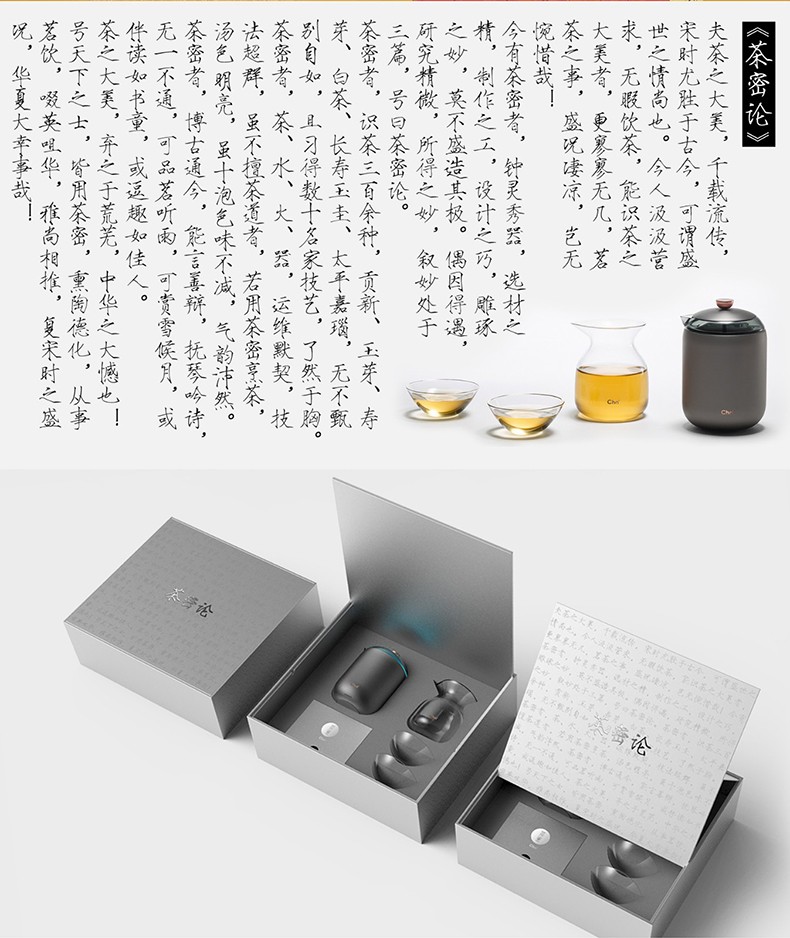 《茶密论》
夫茶之大美，千载流传，
宋时尤胜于古今，可谓盛
世之情尚也。今人汲汲营
求，无暇饮茶，能识茶之
大美者，更寥寥无几，茗
茶之事，盛况凄凉，岂无
惋惜哉！
今有茶密者，钟灵秀器，选材之
精，制作之工，设计之巧，雕琢
之妙，莫不盛造其极。偶因得遇，
研究精微，所得之妙，叙妙处于
三篇，号曰茶密论。
茶密者，识茶三百余种，贡新、玉芽、寿
芽、白茶、长寿玉圭、太平嘉瑙，无不甄
别自如，且习得数十名家技艺，了然于胸。
茶密者，茶、水、火、器，运维默契，技
法超群，虽不擅茶道者，若用茶密烹茶，
汤色明亮，虽十泡色味不减，气韵沛然。
茶密者，博古通今，能言善辩，抚琴吟诗，
无一不通，可品茗听雨，可赏雪候月，或
伴读如书童，或逗趣如佳人。
茶之大美，弃之于荒芜，中华之大憾也！
号天下之士，皆用茶密，熏陶德化，从事
茗饮，啜英咀华，雅尚相推，复宋时之盛
况，华夏大幸事哉！
茶密论
茶密论